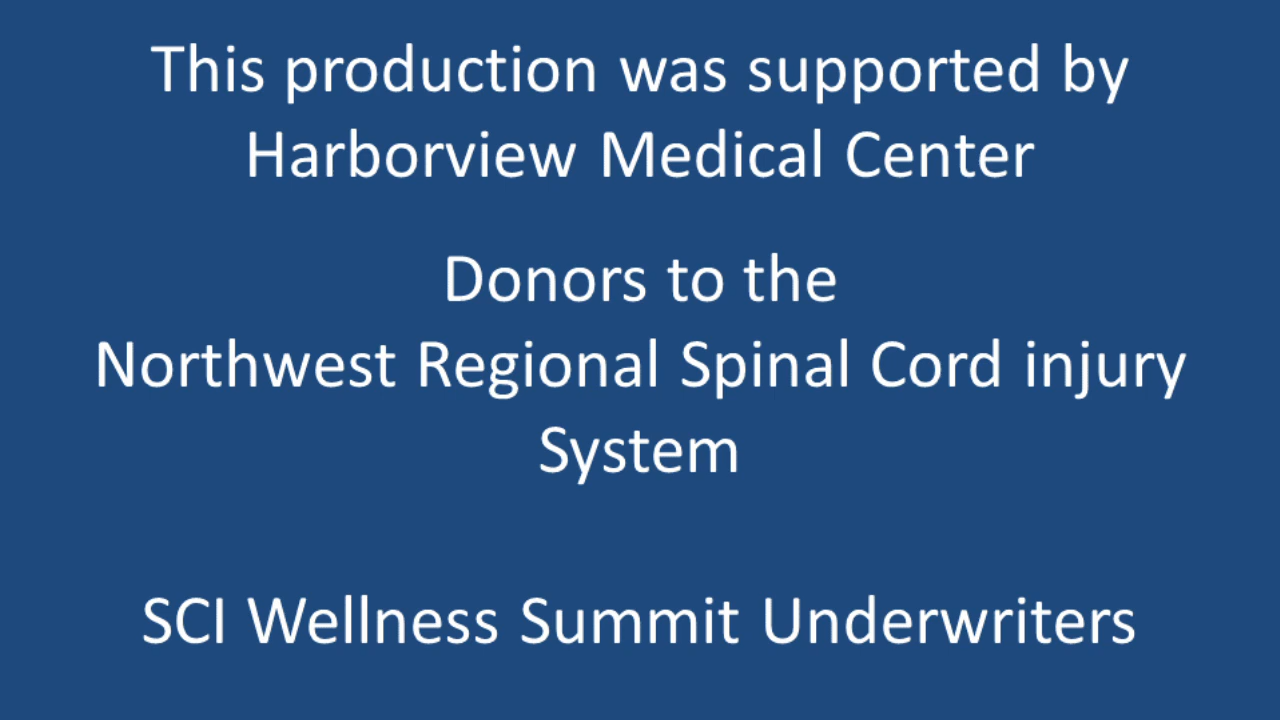 This production was supported by
Harborview Medical Center
Donors to the
Northwest Regional Spinal Cord injury
System
SCI Wellness Summit Underwriters